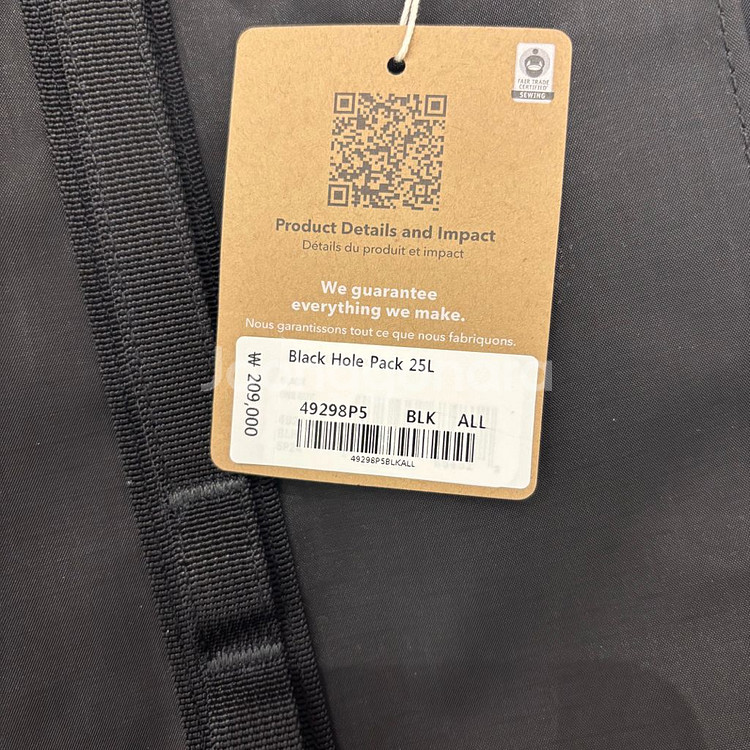 FAIR TRADE
CERTIFIED
SEWING
Product Details and Impact
Détails du produit et impact
We guarantee
everything we make.
Nous garantissons tout ce que nous fabriquons.
₩ 209,000
Black Hole Pack 25L
49298P5 BLK ALL
49298P5BLKALL